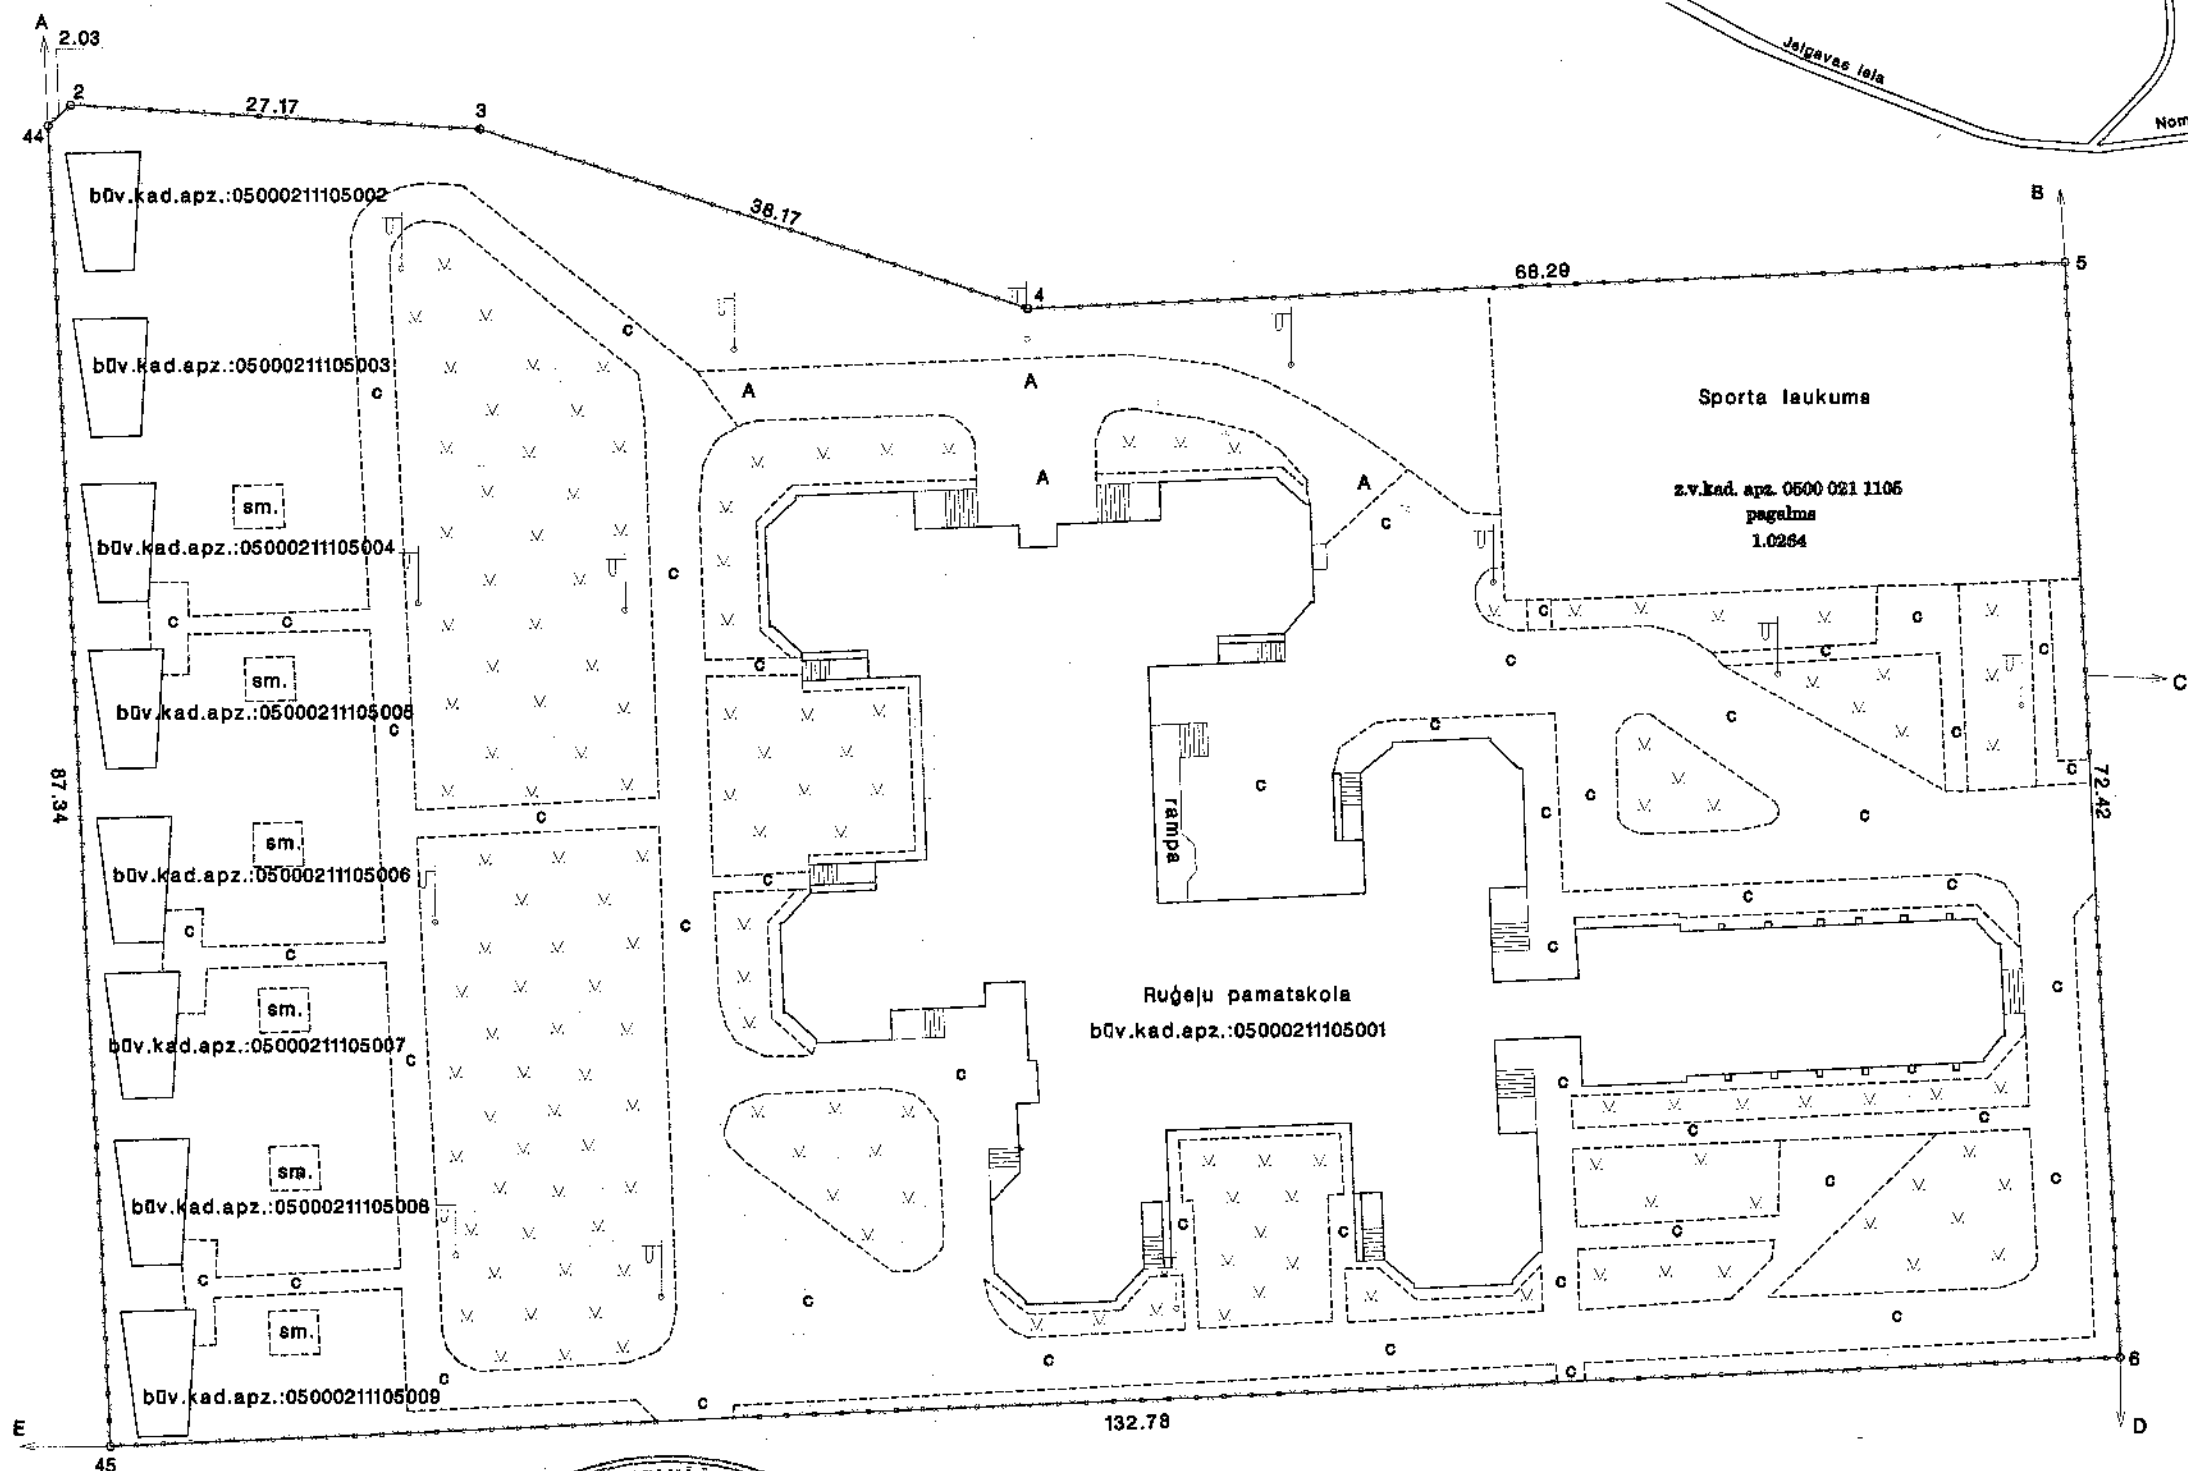 A
2.03
2
27.17
3
44
Jelgavas iela
būv.kad.apz.:05000211105002
38.17
B
4
68.29
5
būv.kad.apz.:05000211105003
C
C
A
A
Sporta laukums
z.v.kad. apz. 0500 021 1105
pagalms
1.0264
sm.
A
A
C
būv.kad.apz.:05000211105004
C
C
C
C
C
C
sm.
C
C
C
C
C
būv.kad.apz.:05000211105005
C
C
C
C
87.34
72.42
C
C
C
C
C
C
rampa
sm.
būv.kad.apz.:05000211105006
C
C
C
C
C
C
C
C
sm.
Ruģeļu pamatskola
C
būv.kad.apz.:05000211105007
būv.kad.apz.:05000211105001
C
C
C
C
C
sm.
C
C
būv.kad.apz.:05000211105008
C
C
C
C
C
C
C
C
sm.
C
C
C
C
C
6
C
būv.kad.apz.:05000211105009
C
132.78
E
D
45